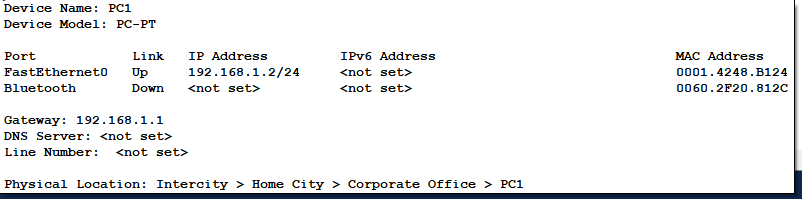 Device Name: PC1
Device Model: PC-PT
Port Link IP Address IPv6 Address MAC Address
FastEthernet0 Up 192.168.1.2/24 <not set> 0001.4248.B124
Bluetooth Down <not set> <not set> 0060.2F20.812C
Gateway: 192.168.1.1
DNS Server: <not set>
Line Number: <not set>
Physical Location: Intercity > Home City > Corporate Office > PC1